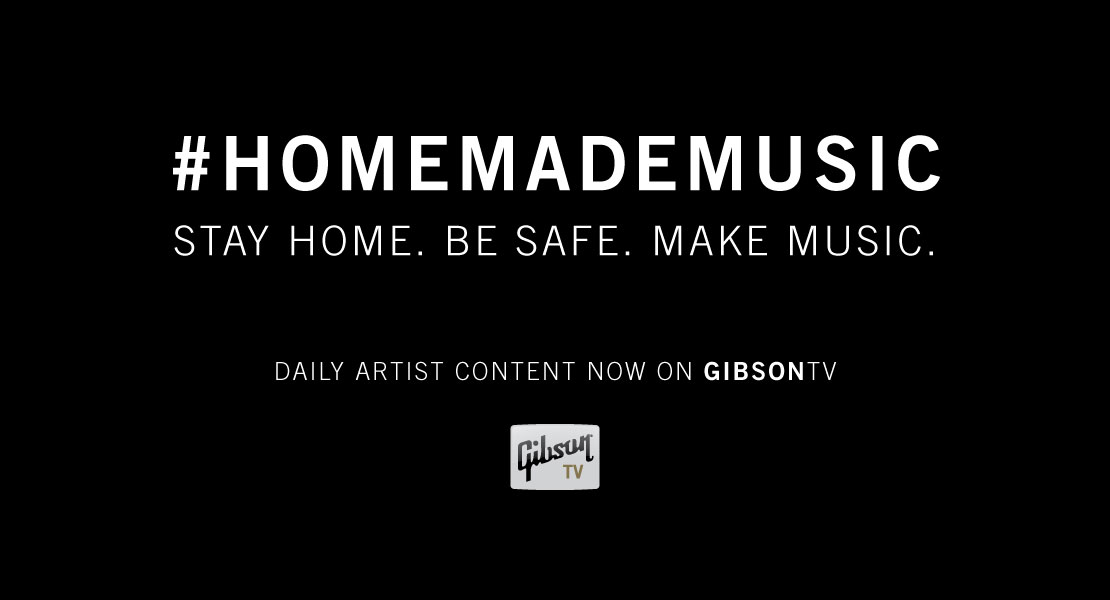 #HOMEMADEMUSIC
STAY HOME. BE SAFE. MAKE MUSIC.
DAILY ARTIST CONTENT NOW ON GIBSONTV
Gibson
TV